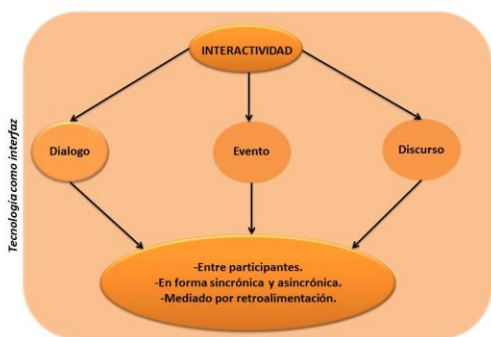 INTERACTIVIDAD
Tecnología como interfaz
Dialogo
Evento
Discurso
-Entre participantes.
-En forma sincrónica y asincrónica.
-Mediado por retroalimentación.